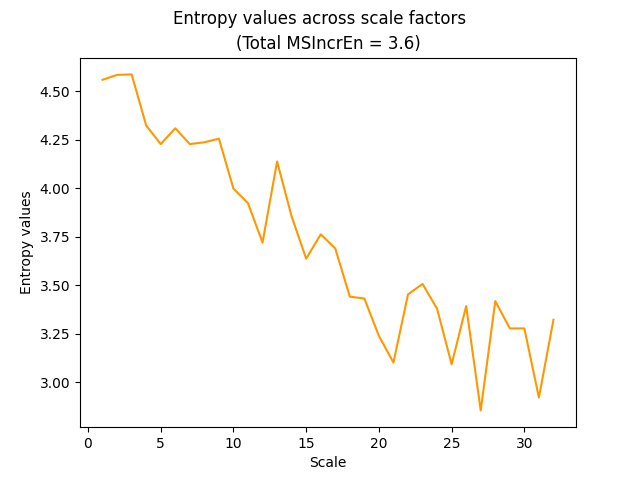 Entropy values across scale factors
(Total MSIncrEn = 3.6)
4.50
4.25
4.00
3.75
3.50
3.25
3.00
Entropy values
0 5 10 15 20 25 30
Scale